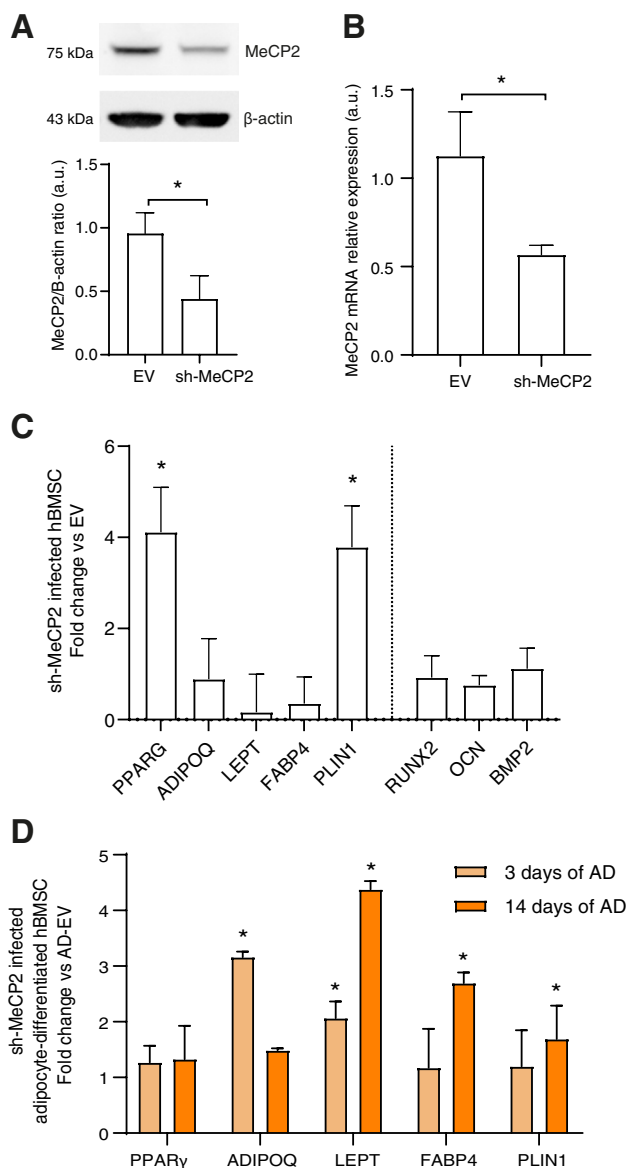 A
75 kDa
MeCP2
43 kDa
β-actin
MeCP2/B-actin ratio (a.u.)
1.5
1.0
0.5
0.0
*
EV
sh-MeCP2
B
MeCP2 mRNA relative expression (a.u.)
1.5
1.0
0.5
0.0
*
EV
sh-MeCP2
C
sh-MeCP2 infected hBMSC
Fold change vs EV
6
4
2
0
*
*
PPARG
ADIPOQ
LEPT
FABP4
PLIN1
RUNX2
OCN
BMP2
D
sh-MeCP2 infected
adipocyte-differentiated hBMSC
Fold change vs AD-EV
5
4
3
2
1
0
3 days of AD
14 days of AD
*
*
*
*
*
PPARγ
ADIPOQ
LEPT
FABP4
PLIN1